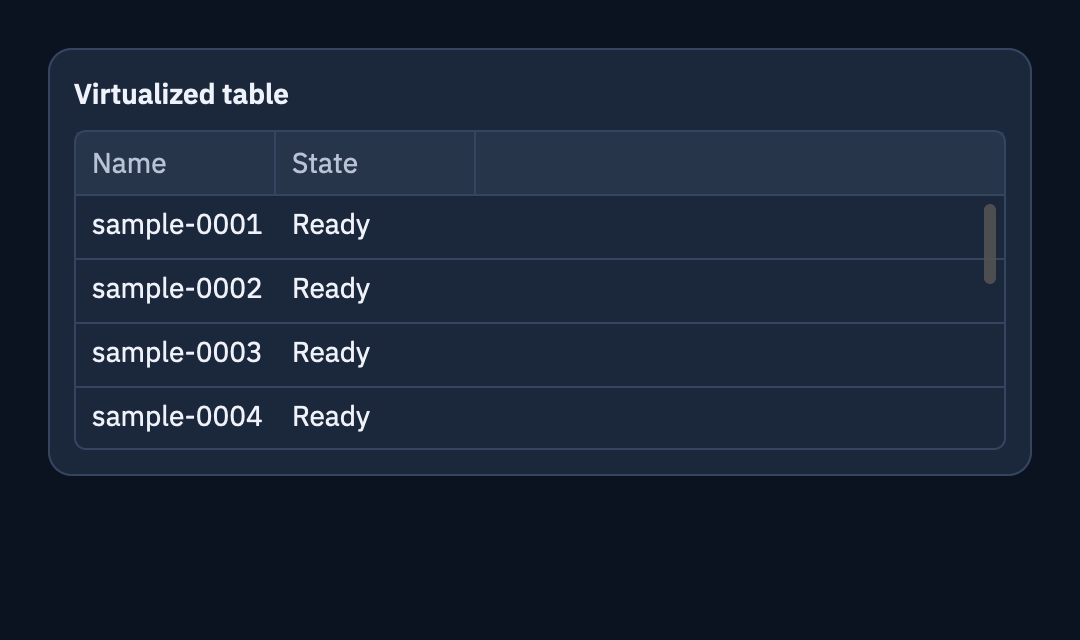 Virtualized table
Name State
sample-0001 Ready
sample-0002 Ready
sample-0003 Ready
sample-0004 Ready